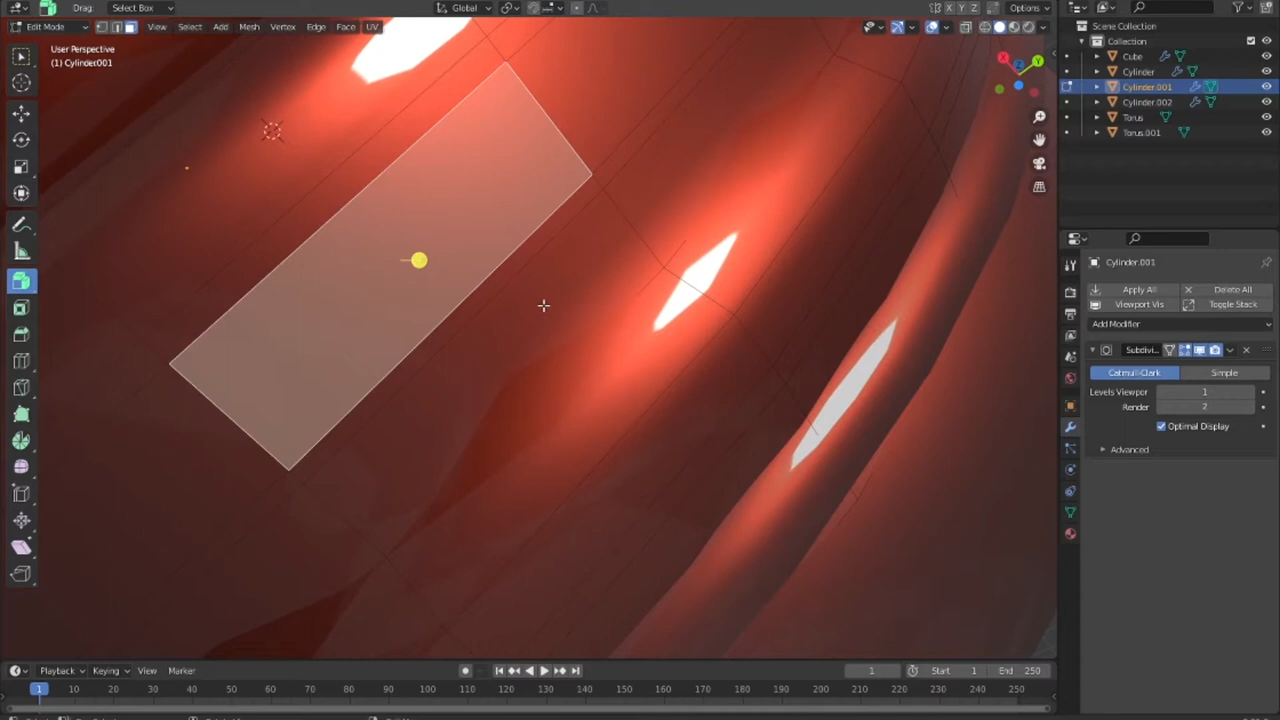 Drag: Select Box Global X Y Z Options
Edit Mode View Select Add Mesh Vertex Edge Face UV
User Perspective
(1) Cylinder.001
Scene Collection
Collection
Cube
Cylinder
Cylinder.001
Cylinder.002
Torus
Torus.001
Cylinder.001
Apply All Delete All
Viewport Vis Toggle Stack
Add Modifier
Subdivi...
Catmull-Clark Simple
Levels Viewpor 1
Render 2
Optimal Display
Advanced
Playback Keying View Marker 1 Start 1 End 250
1 10 20 30 40 50 60 70 80 90 100 110 120 130 140 150 160 170 180 190 200 210 220 230 240 250